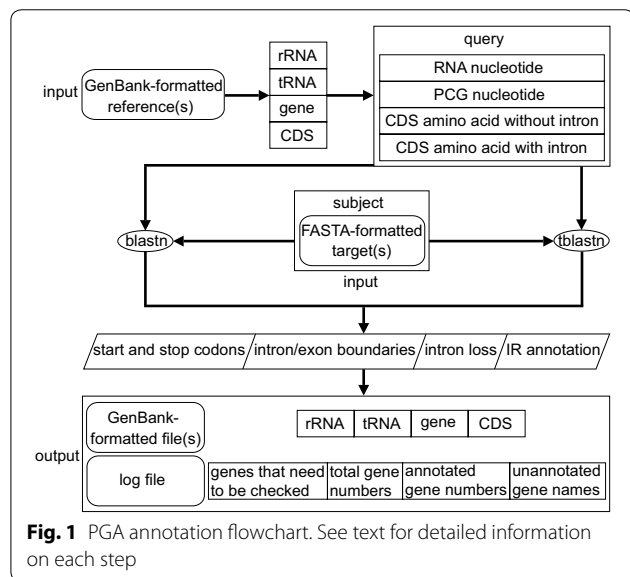 query
rRNA
RNA nucleotide
input
GenBank-formatted
reference(s)
tRNA
PCG nucleotide
gene
CDS amino acid without intron
CDS
CDS amino acid with intron
subject
blastn
FASTA-formatted
target(s)
tblastn
input
start and stop codons intron/exon boundaries intron loss IR annotation
output
GenBank-
formatted file(s)
rRNA tRNA gene CDS
log file
genes that need
to be checked
total gene
numbers
annotated
gene numbers
unannotated
gene names
Fig. 1 PGA annotation flowchart. See text for detailed information
on each step